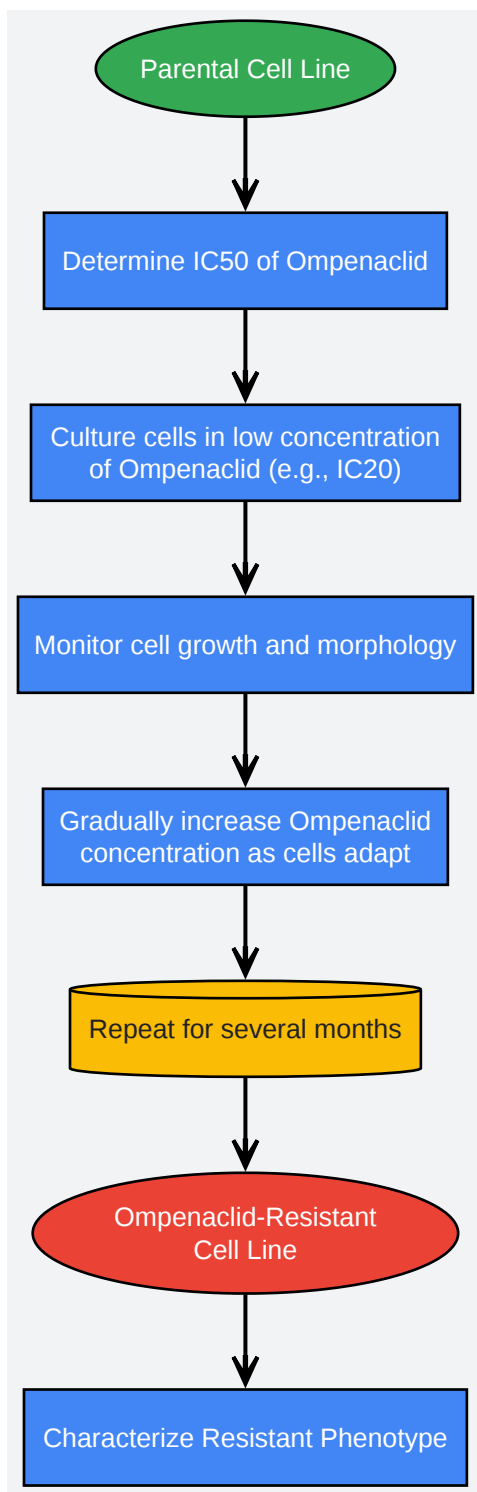 Parental Cell Line
Determine IC50 of Ompenaclid
Culture cells in low concentration
of Ompenaclid (e.g., IC20)
Monitor cell growth and morphology
Gradually increase Ompenaclid
concentration as cells adapt
Repeat for several months
Ompenaclid-Resistant
Cell Line
Characterize Resistant Phenotype